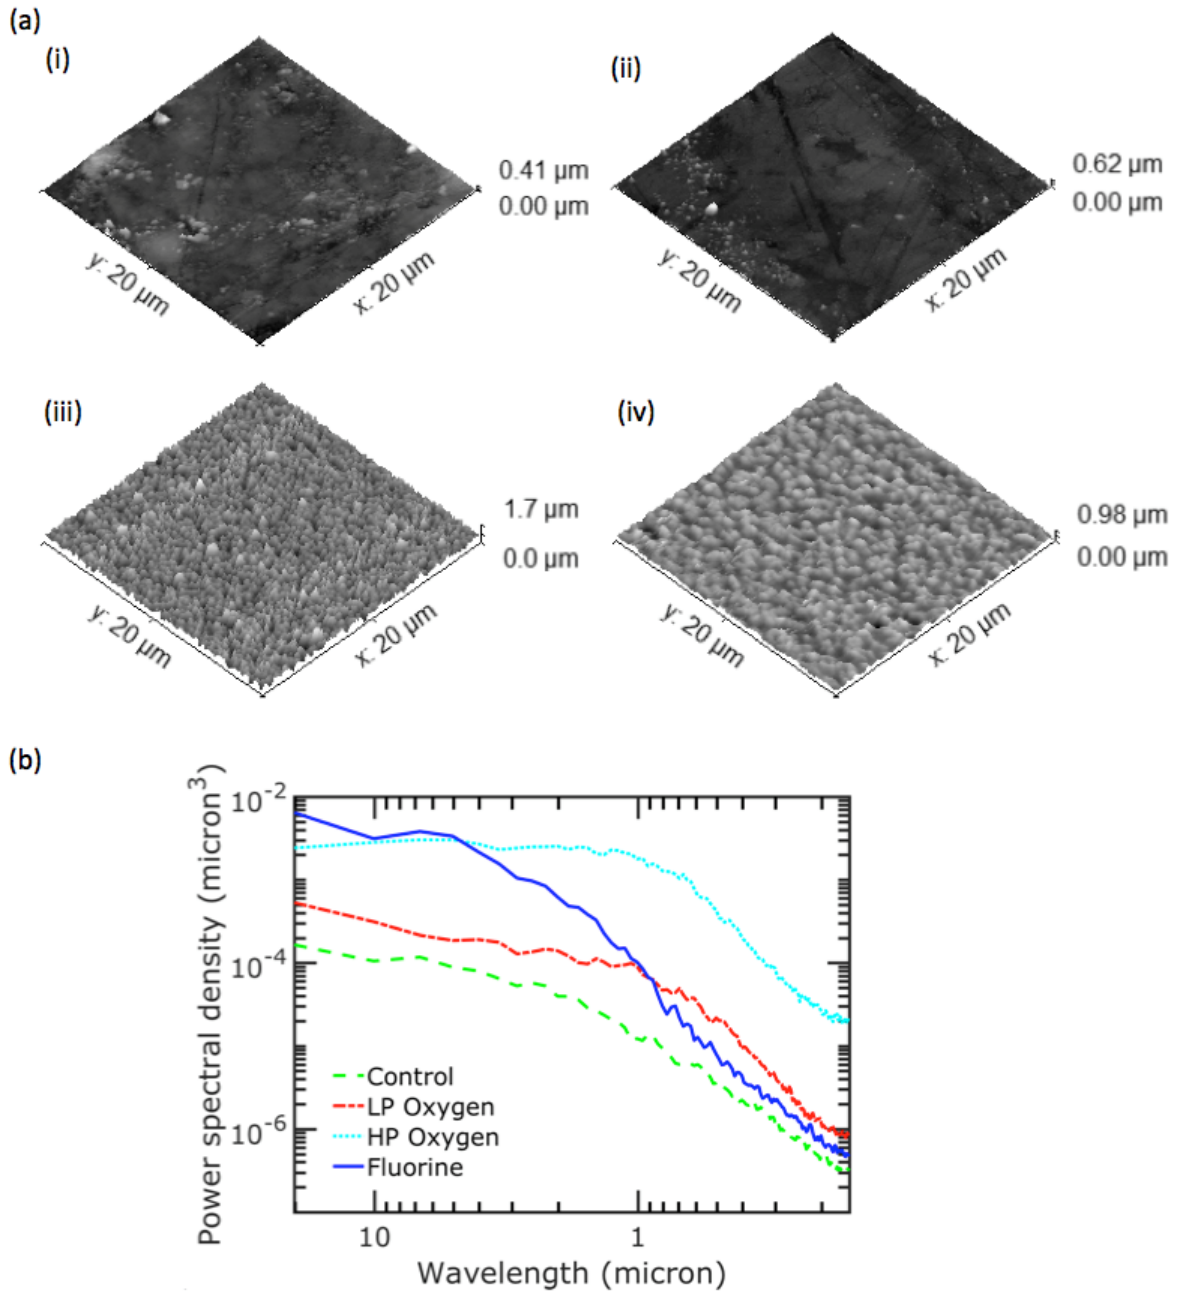 (a)
(i)
0.41 µm
0.00 µm
y: 20 µm
x: 20 µm
(ii)
0.62 µm
0.00 µm
y: 20 µm
x: 20 µm
(iii)
1.7 µm
0.0 µm
y: 20 µm
x: 20 µm
(iv)
0.98 µm
0.00 µm
y: 20 µm
x: 20 µm
(b)
Power spectral density (micron³)
10⁻²
10⁻⁴
10⁻⁶
Control
LP Oxygen
HP Oxygen
Fluorine
10 1
Wavelength (micron)